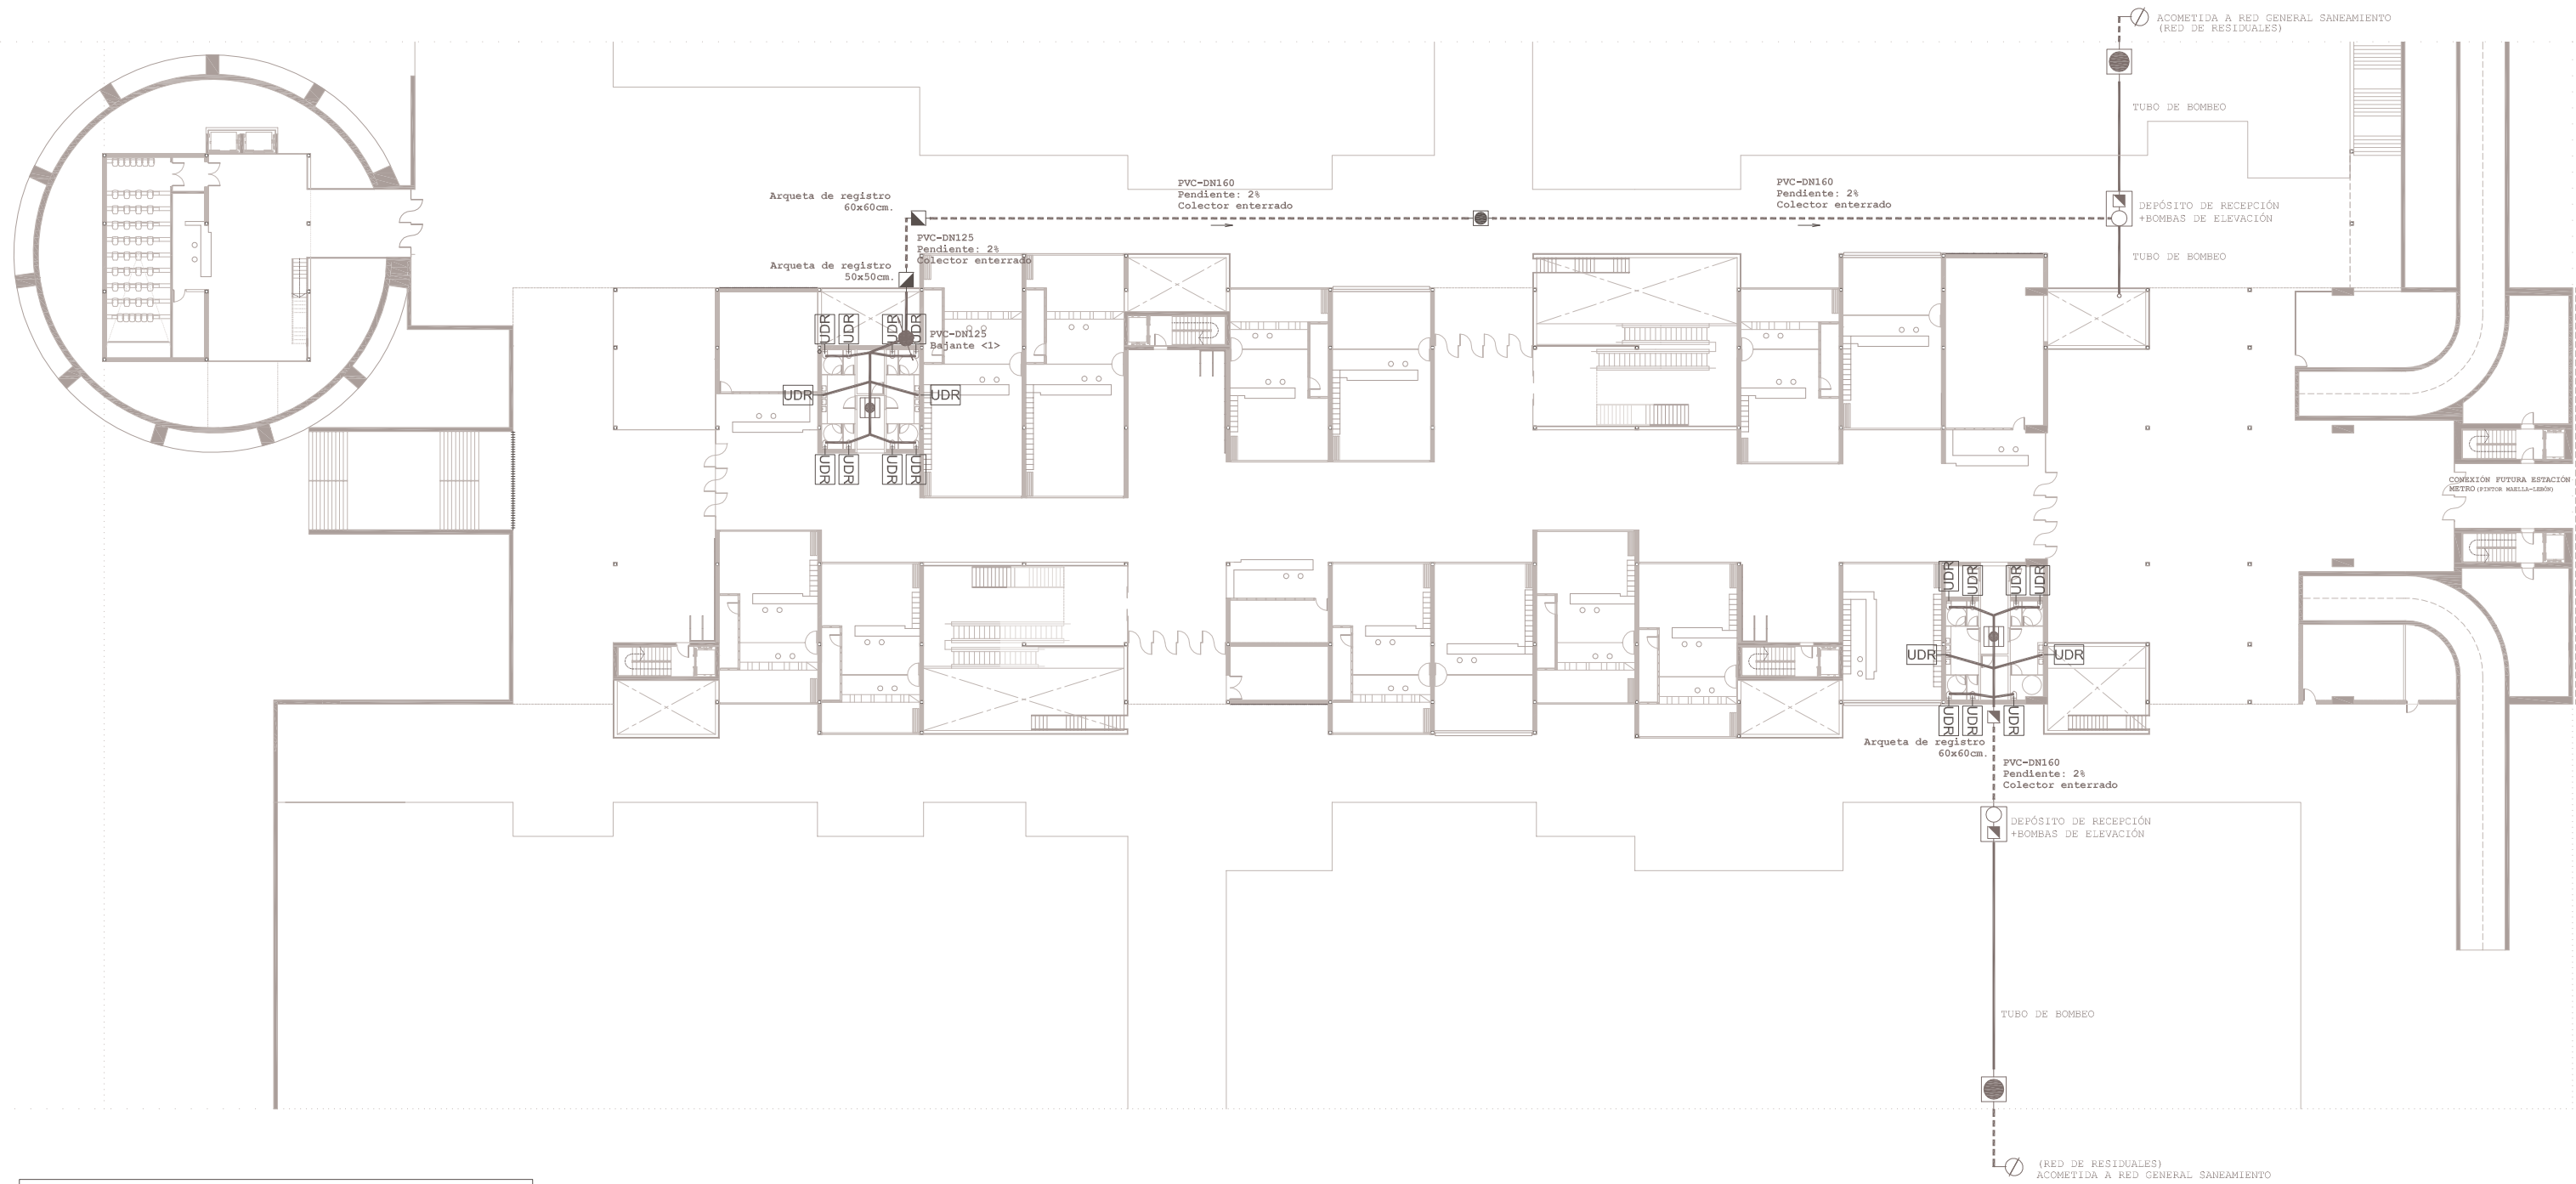 ACOMETIDA A RED GENERAL SANEAMIENTO
(RED DE RESIDUALES)
TUBO DE BOMBEO
PVC-DN160
Pendiente: 2%
Colector enterrado
PVC-DN160
Pendiente: 2%
Colector enterrado
Arqueta de registro
60x60cm.
DEPÓSITO DE RECEPCIÓN
+BOMBAS DE ELEVACIÓN
PVC-DN125
Pendiente: 2%
Colector enterrado
TUBO DE BOMBEO
Arqueta de registro
50x50cm.
UDR
UDR
UDR
UDR
PVC-DN125
Bajante <1>
UDR
UDR
UDR
UDR
UDR
UDR
CONEXIÓN FUTURA ESTACIÓN
METRO (PINTOR MAELLA-LEBÓN)
UDR
UDR
UDR
UDR
UDR
UDR
UDR
UDR
UDR
Arqueta de registro
60x60cm.
PVC-DN160
Pendiente: 2%
Colector enterrado
DEPÓSITO DE RECEPCIÓN
+BOMBAS DE ELEVACIÓN
TUBO DE BOMBEO
(RED DE RESIDUALES)
ACOMETIDA A RED GENERAL SANEAMIENTO